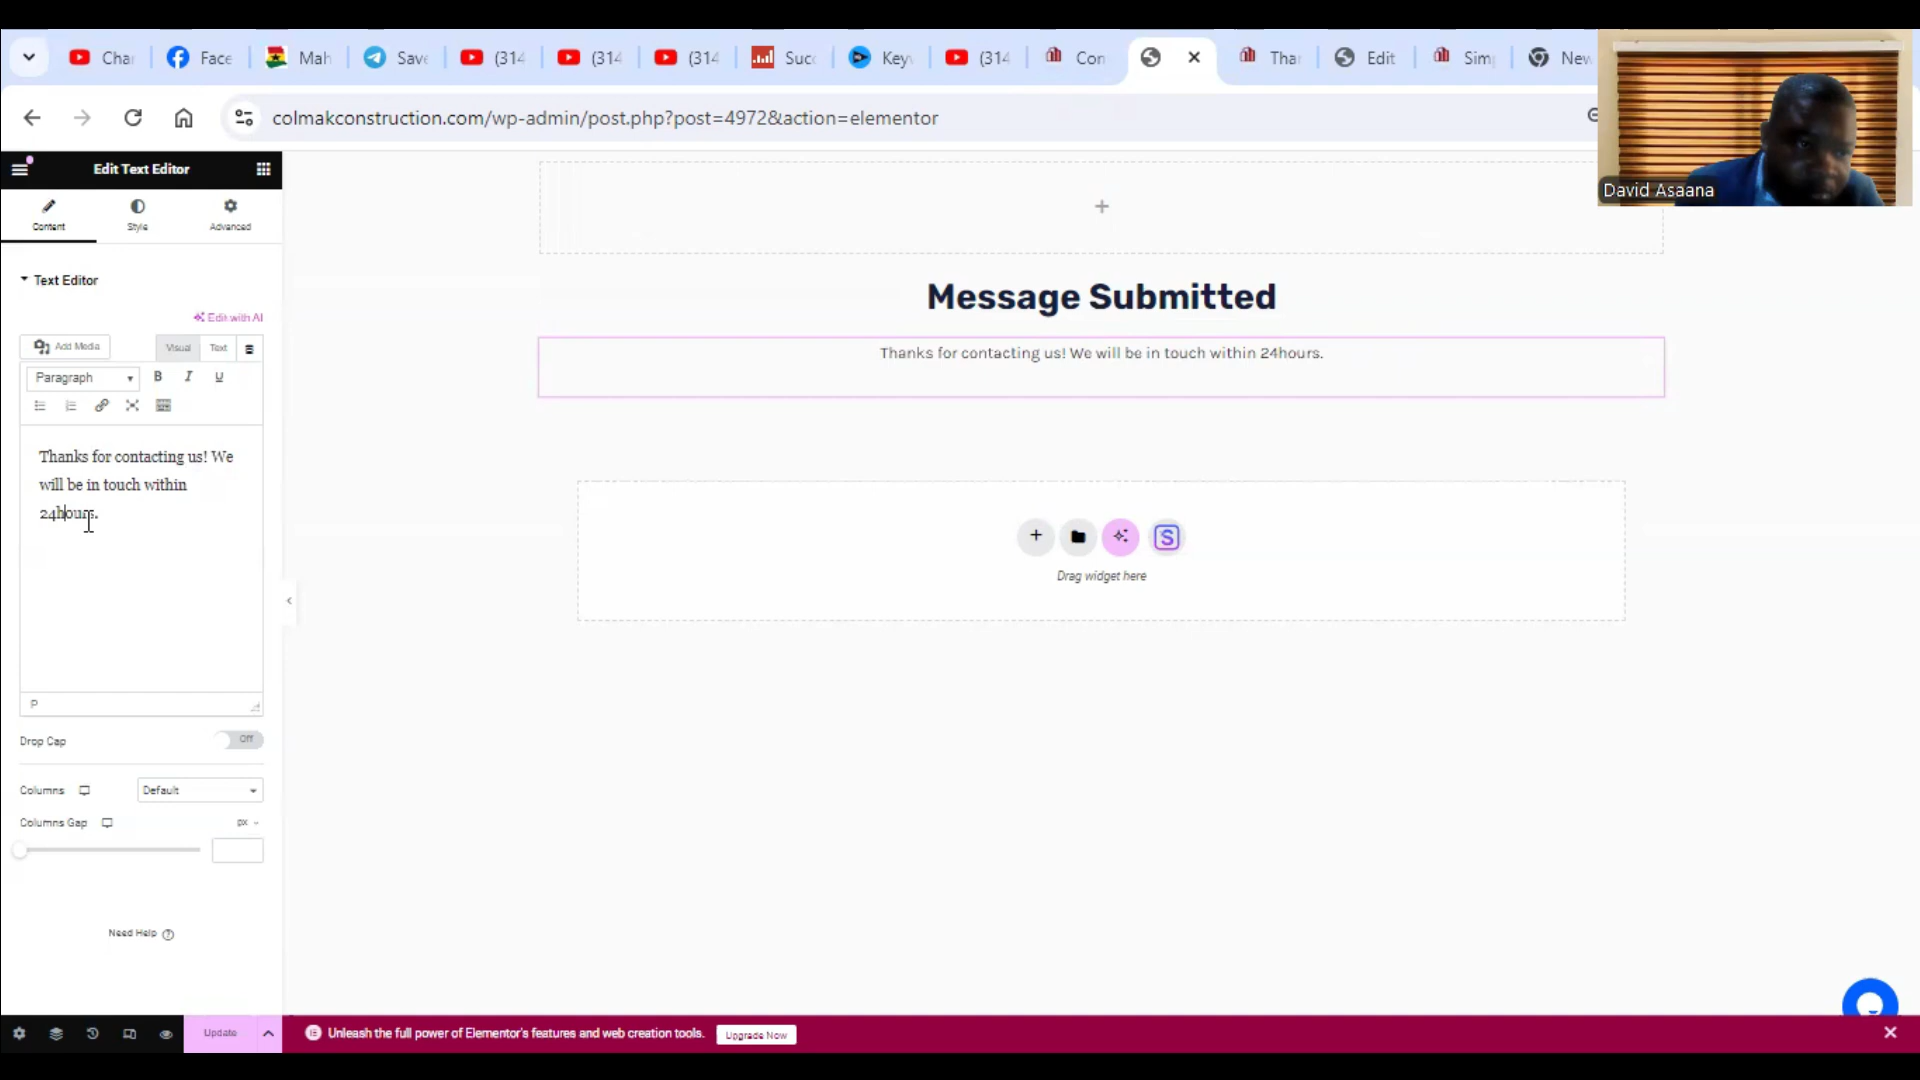 Cha
Face
Mah
Save
(314
(314
(314
Succ
Key
(314
Con
Thar
Edit
Sim
New
colmakconstruction.com/wp-admin/post.php?post=4972&action=elementor
David Asaana
Edit Text Editor
Content
Style
Advanced
Text Editor
Edit with AI
Add Media
Visual
Text
Paragraph
B
I
U
Thanks for contacting us! We
will be in touch within
24hours.
P
Drop Cap
Off
Columns
Default
Columns Gap
px
Need Help
Update
Message Submitted
Thanks for contacting us! We will be in touch within 24hours.
S
Drag widget here
Unleash the full power of Elementor's features and web creation tools.
Upgrade Now